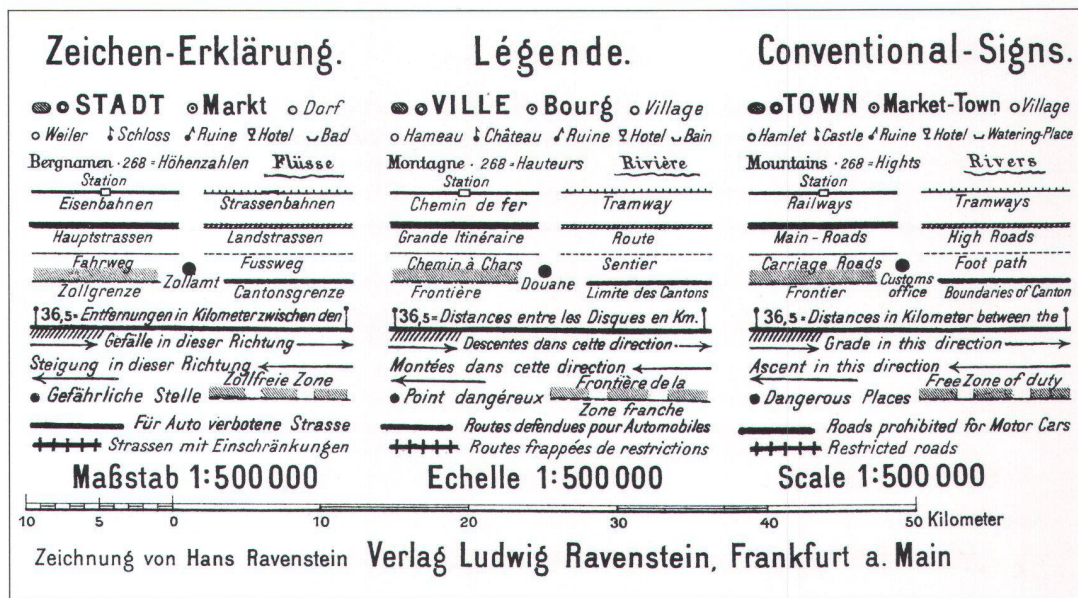 Zeichen-Erklärung.
STADT Markt Dorf
Weiler Schloss Ruine Hotel Bad
Bergnamen · 268 = Höhenzahlen Flüsse
Station
Eisenbahnen Strassenbahnen
Hauptstrassen Landstrassen
Fahrweg Fussweg
Zollamt
Zollgrenze Cantonsgrenze
36,5 = Entfernungen in Kilometer zwischen den
Gefälle in dieser Richtung
Steigung in dieser Richtung
Zollfreie Zone
Gefährliche Stelle
Für Auto verbotene Strasse
Strassen mit Einschränkungen
Maßstab 1:500 000
Légende.
VILLE Bourg Village
Hameau Château Ruine Hotel Bain
Montagne · 268 = Hauteurs Rivière
Station
Chemin de fer Tramway
Grande Itinéraire Route
Chemin à Chars Sentier
Douane
Frontière Limite des Cantons
36,5 = Distances entre les Disques en Km.
Descentes dans cette direction
Montées dans cette direction
Frontière de la
Point dangéreux
Zone franche
Routes defendues pour Automobiles
Routes frappées de restrictions
Echelle 1:500 000
Conventional-Signs.
TOWN Market-Town Village
Hamlet Castle Ruine Hotel Watering-Place
Mountains · 268 = Hights Rivers
Station
Railways Tramways
Main-Roads High Roads
Carriage Roads Foot path
Customs
office
Frontier Boundaries of Canton
36,5 = Distances in Kilometer between the
Grade in this direction
Ascent in this direction
Free Zone of duty
Dangerous Places
Roads prohibited for Motor Cars
Restricted roads
Scale 1:500 000
10 5 0 10 20 30 40 50 Kilometer
Zeichnung von Hans Ravenstein Verlag Ludwig Ravenstein, Frankfurt a. Main